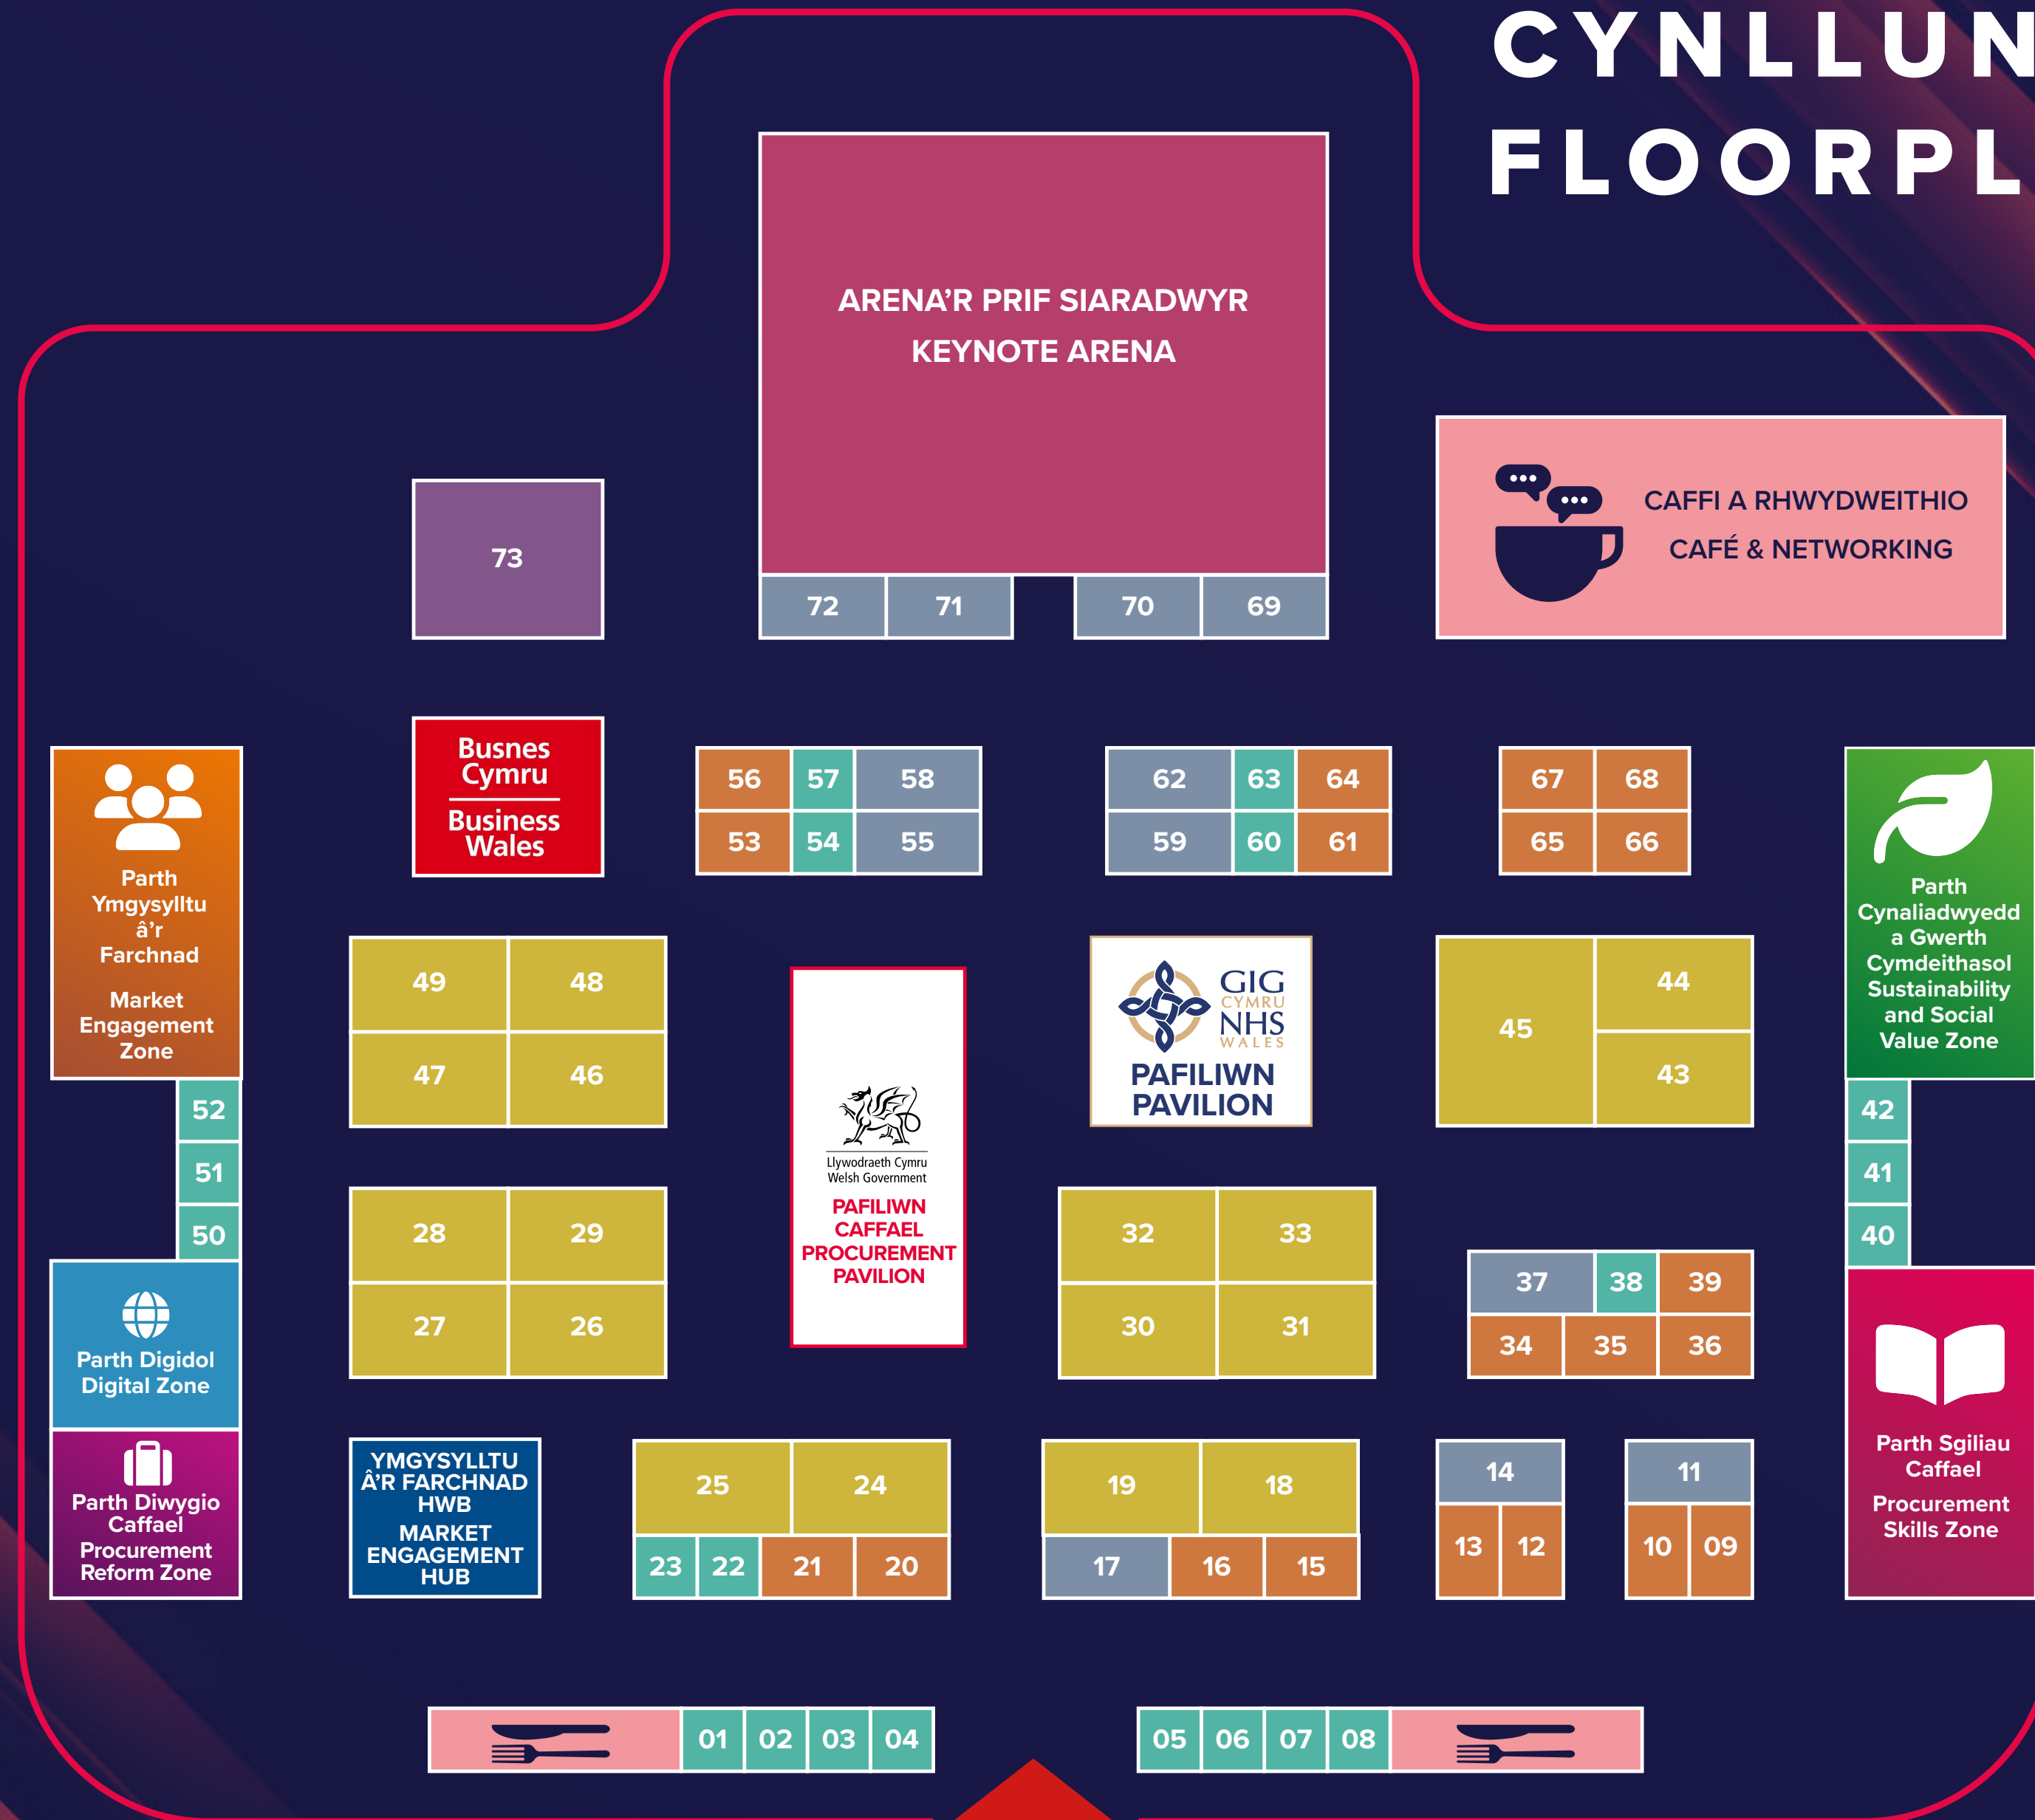 CYNLLUN
FLOORPL
ARENA’R PRIF SIARADWYR
KEYNOTE ARENA
CAFFI A RHWYDWEITHIO
CAFÉ & NETWORKING
73
72 71 70 69
Busnes
Cymru
Business
Wales
56 57 58
53 54 55
62 63 64
59 60 61
67 68
65 66
Parth
Ymgysylltu
â’r
Farchnad
Market
Engagement
Zone
Parth
Cynaliadwyedd
a Gwerth
Cymdeithasol
Sustainability
and Social
Value Zone
49 48
47 46
GIG
CYMRU
NHS
WALES
PAFILIWN
PAVILION
44
45
43
52
51
50
42
41
40
Llywodraeth Cymru
Welsh Government
PAFILIWN
CAFFAEL
PROCUREMENT
PAVILION
28 29
27 26
32 33
30 31
37 38 39
34 35 36
Parth Digidol
Digital Zone
Parth Diwygio
Caffael
Procurement
Reform Zone
YMGYSYLLTU
Â’R FARCHNAD
HWB
MARKET
ENGAGEMENT
HUB
25 24
23 22 21 20
19 18
17 16 15
14
13 12
11
10 09
Parth Sgiliau
Caffael
Procurement
Skills Zone
01 02 03 04
05 06 07 08